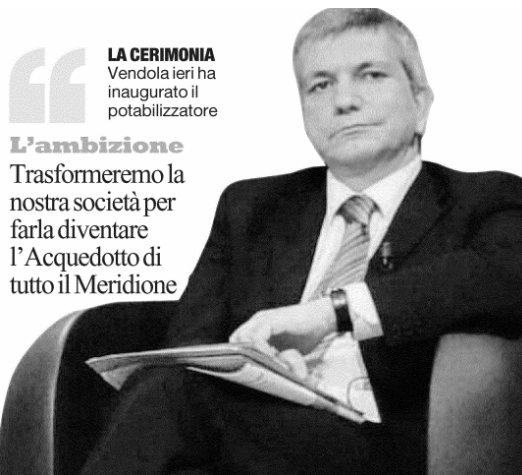 LA CERIMONIA
Vendola ieri ha
inaugurato il
potabilizzatore
L'ambizione
Trasformeremo la
nostra società per
farla diventare
l'Acquedotto di
tutto il Meridione